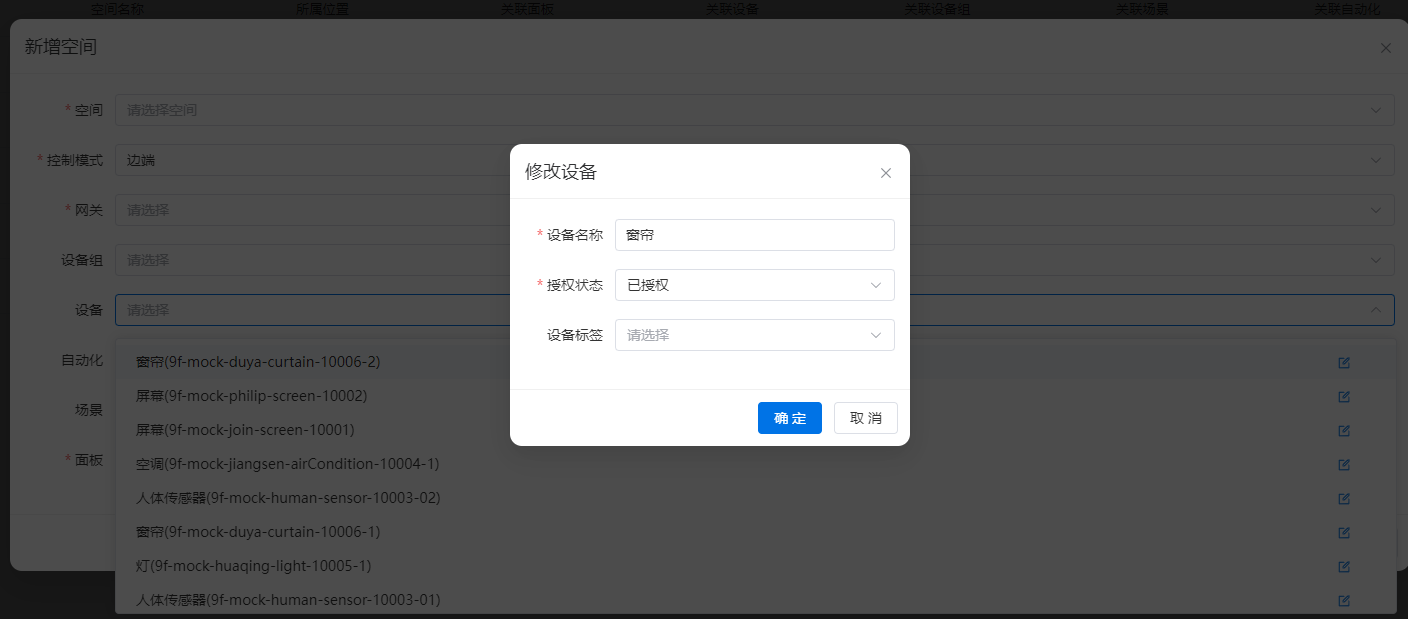 空间名称 所属位置 关联面板 关联设备 关联设备组 关联场景 关联自动化
新增空间
* 空间 请选择空间
* 控制模式 边端
* 网关 请选择
设备组 请选择
设备 请选择
自动化
场景
* 面板
窗帘(9f-mock-duya-curtain-10006-2)
屏幕(9f-mock-philip-screen-10002)
屏幕(9f-mock-join-screen-10001)
空调(9f-mock-jiangsen-airCondition-10004-1)
人体传感器(9f-mock-human-sensor-10003-02)
窗帘(9f-mock-duya-curtain-10006-1)
灯(9f-mock-huaqing-light-10005-1)
人体传感器(9f-mock-human-sensor-10003-01)
修改设备
* 设备名称 窗帘
* 授权状态 已授权
设备标签 请选择
确 定 取 消